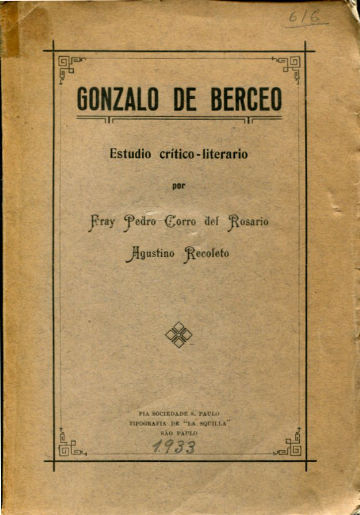 616
GONZALO DE BERCEO
Estudio crítico-literario
por
Fray Pedro Corro del Rosario
Agustino Recoleto
PIA SOCIEDADE S. PAULO
TIPOGRAFIA DE "LA SQUILLA"
SÃO PAULO
1933